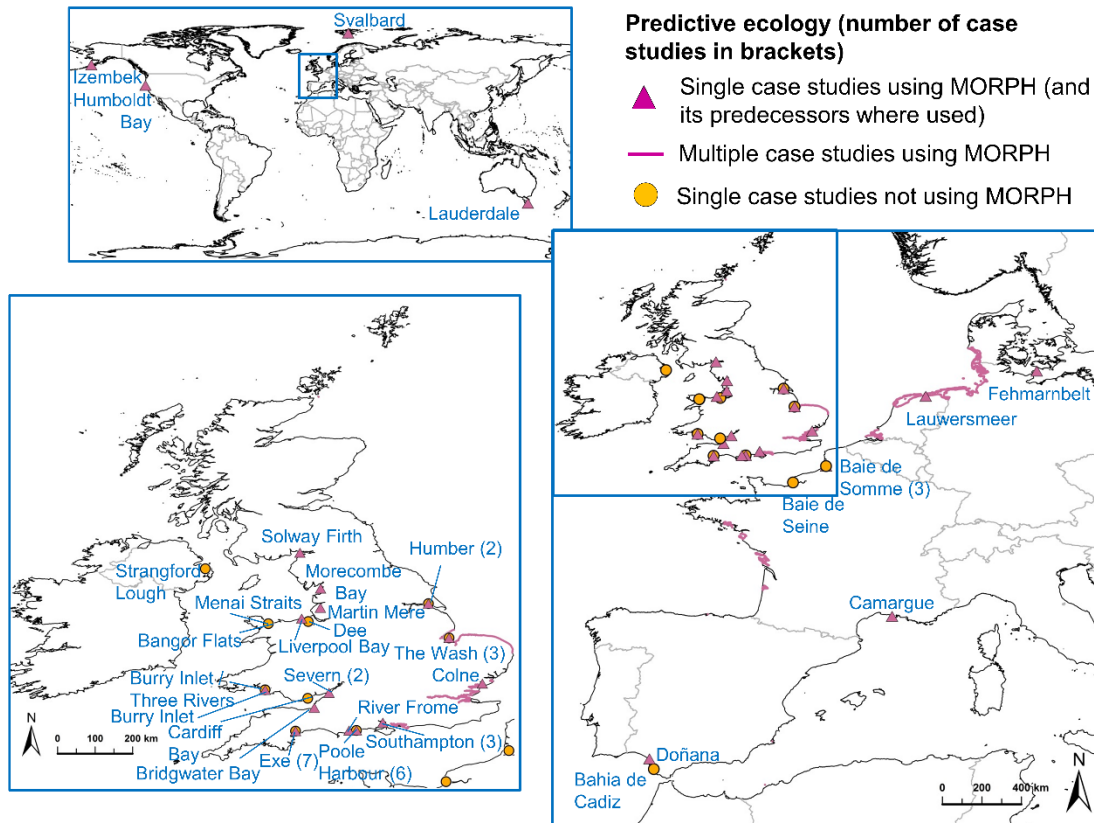 Svalbard
Izembek
Humboldt
Bay
Lauderdale
Predictive ecology (number of case
studies in brackets)
Single case studies using MORPH (and
its predecessors where used)
Multiple case studies using MORPH
Single case studies not using MORPH
Solway Firth
Humber (2)
Strangford
Lough
Morecombe
Bay
Menai Straits
Martin Mere
Bangor Flats
Dee
Liverpool Bay
The Wash (3)
Burry Inlet
Severn (2)
Colne
Three Rivers
Burry Inlet
River Frome
Cardiff
Bay
Southampton (3)
Bridgwater Bay
Exe (7)
Poole
Harbour (6)
N
0 100 200 km
Fehmarnbelt
Lauwersmeer
Baie de
Somme (3)
Baie de
Seine
Camargue
Doñana
Bahia de
Cadiz
N
0 200 400 km